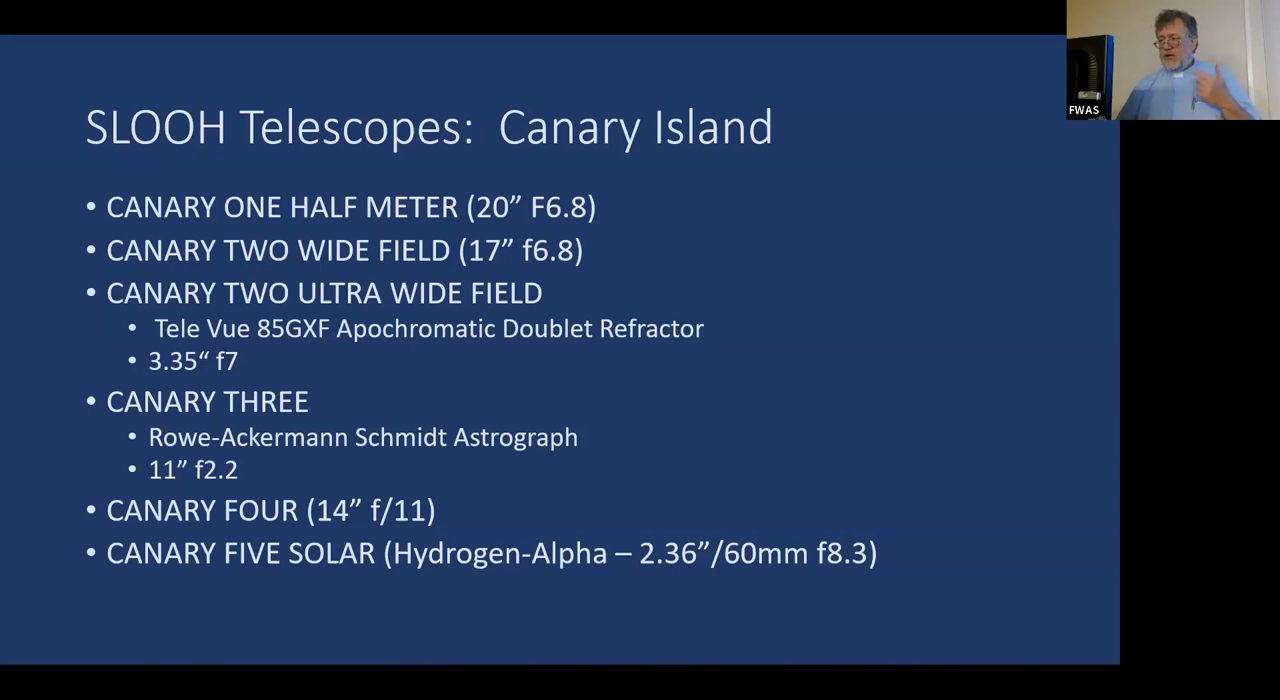 SLOOH Telescopes: Canary Island
• CANARY ONE HALF METER (20” F6.8)
• CANARY TWO WIDE FIELD (17” f6.8)
• CANARY TWO ULTRA WIDE FIELD
• Tele Vue 85GXF Apochromatic Doublet Refractor
• 3.35“ f7
• CANARY THREE
• Rowe-Ackermann Schmidt Astrograph
• 11” f2.2
• CANARY FOUR (14” f/11)
• CANARY FIVE SOLAR (Hydrogen-Alpha – 2.36”/60mm f8.3)
FWAS